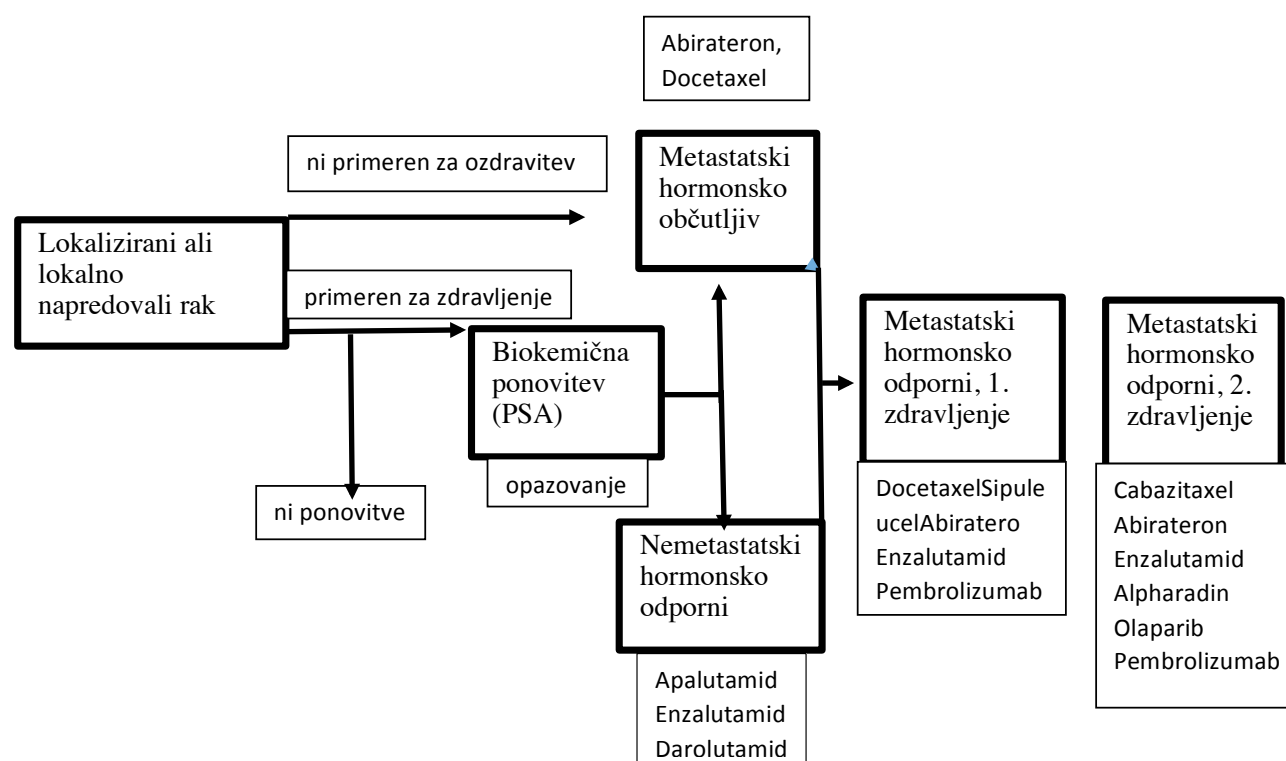 Abirateron,
Docetaxel
ni primeren za ozdravitev
Metastatski
hormonsko
občutljiv
Lokalizirani ali
lokalno
napredovali rak
primeren za zdravljenje
Biokemična
ponovitev
(PSA)
opazovanje
ni ponovitve
Nemetastatski
hormonsko
odporni
Apalutamid
Enzalutamid
Darolutamid
Metastatski
hormonsko
odporni, 1.
zdravljenje
DocetaxelSipule
ucelAbiratero
Enzalutamid
Pembrolizumab
Metastatski
hormonsko
odporni, 2.
zdravljenje
Cabazitaxel
Abirateron
Enzalutamid
Alpharadin
Olaparib
Pembrolizumab